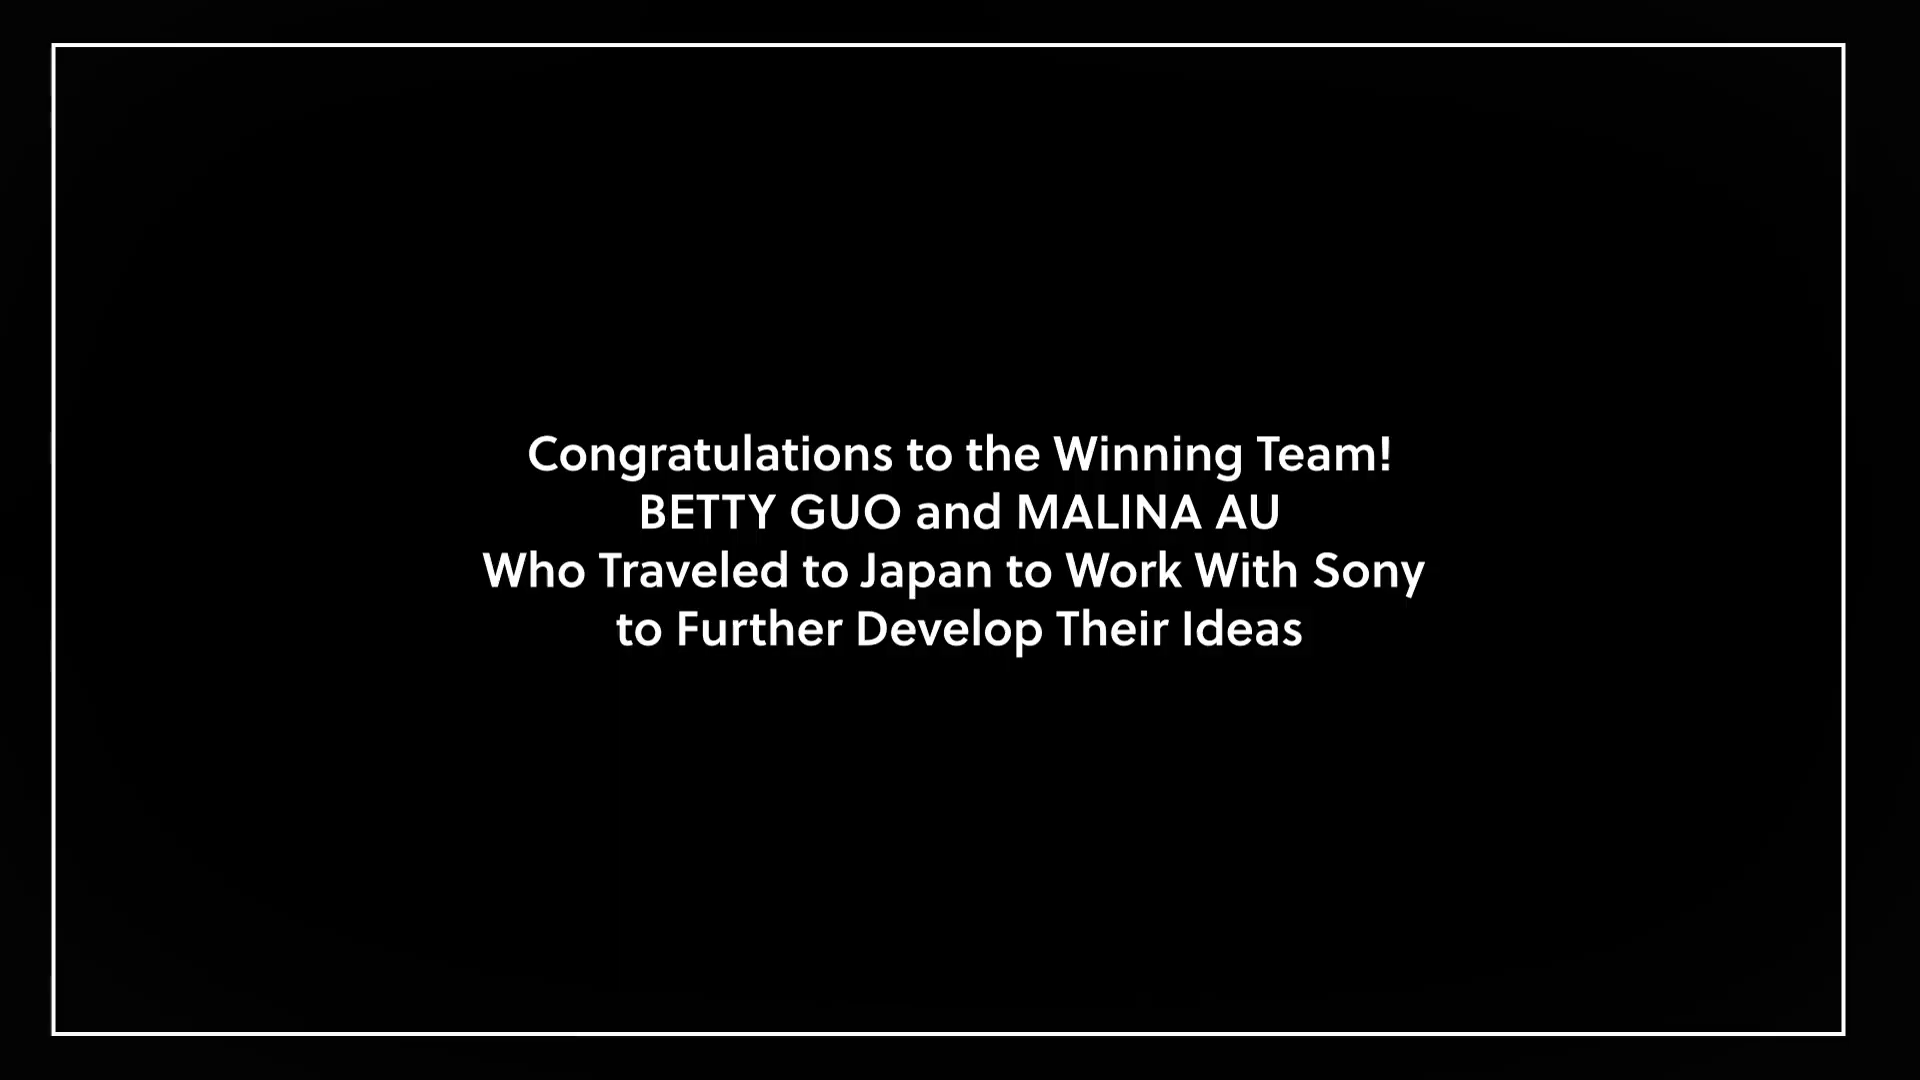 Congratulations to the Winning Team!
BETTY GUO and MALINA AU
Who Traveled to Japan to Work With Sony
to Further Develop Their Ideas